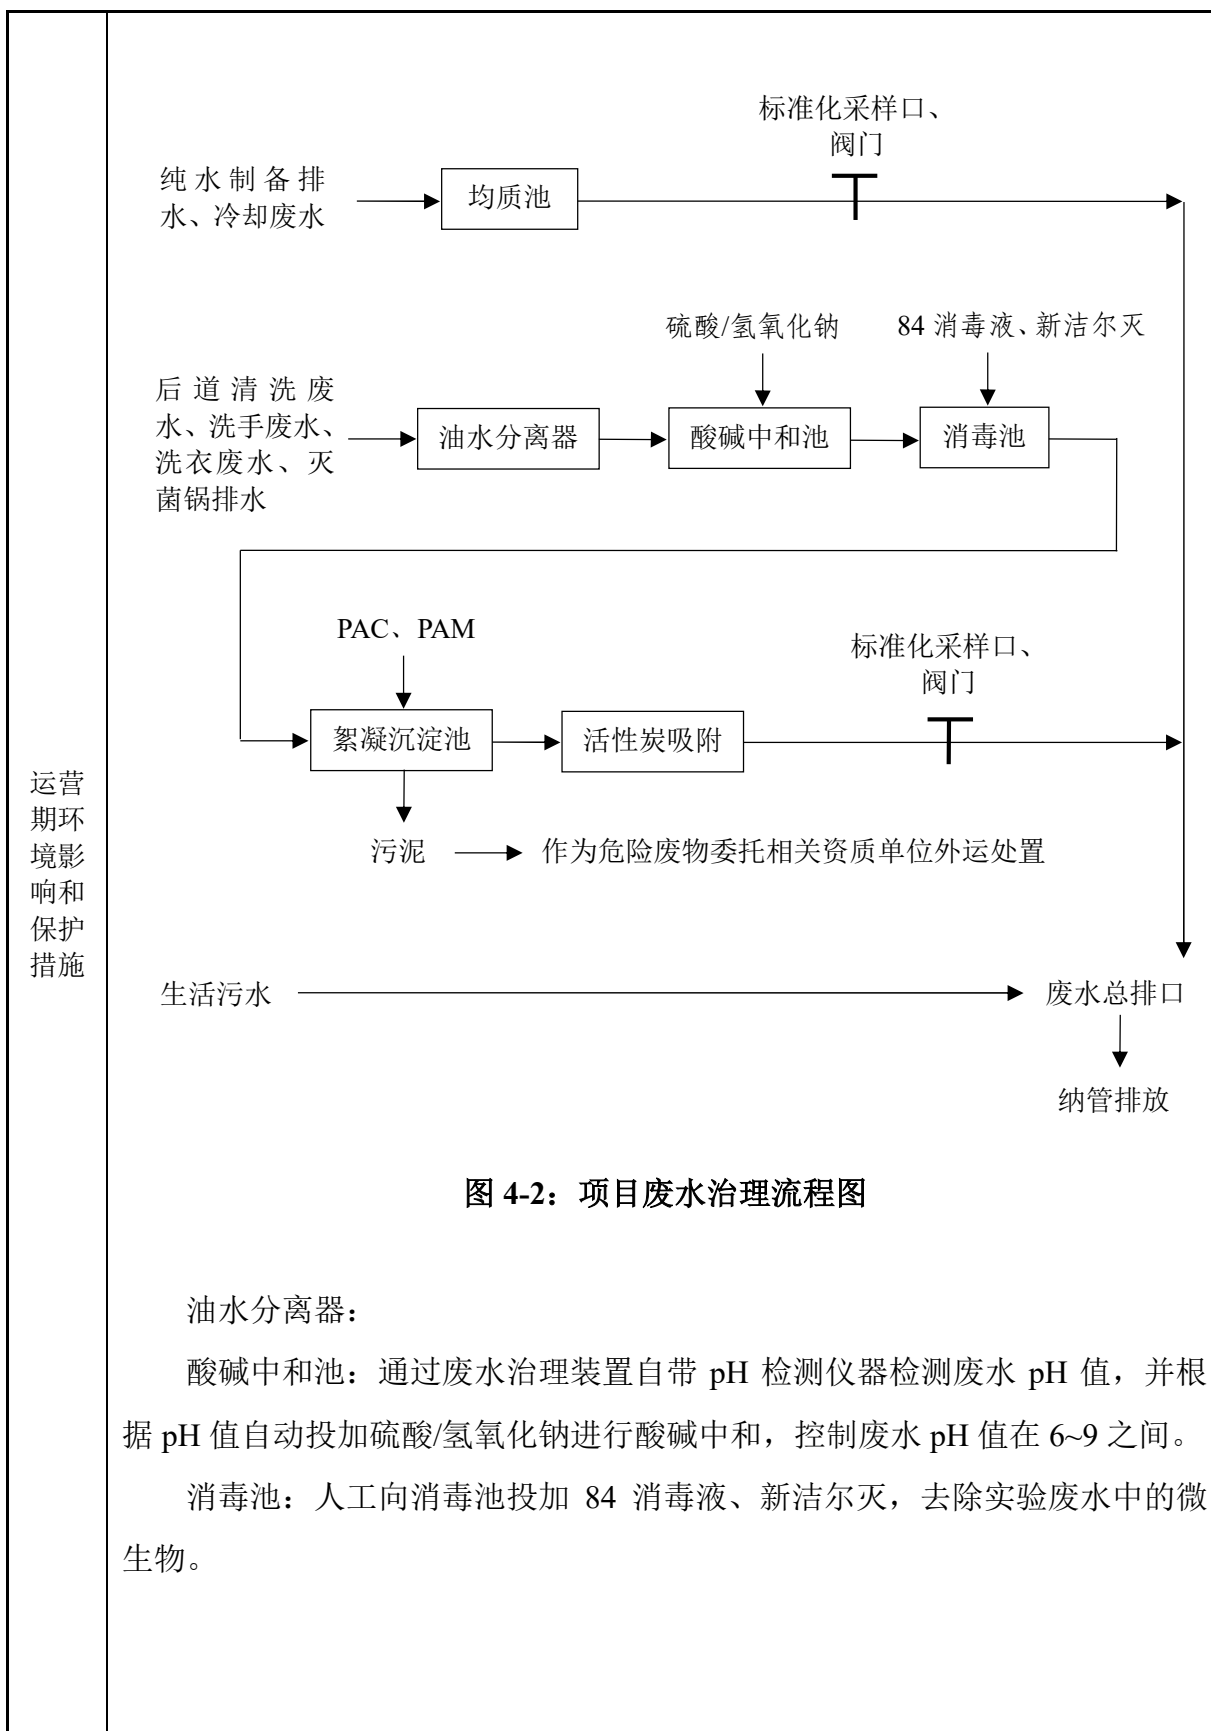 标准化采样口、
阀门
纯水制备排
水、冷却废水
均质池
硫酸/氢氧化钠
84 消毒液、新洁尔灭
后道清洗废
水、洗手废水、
洗衣废水、灭
菌锅排水
油水分离器
酸碱中和池
消毒池
PAC、PAM
标准化采样口、
阀门
絮凝沉淀池
活性炭吸附
污泥
作为危险废物委托相关资质单位外运处置
运营
期环
境影
响和
保护
措施
生活污水
废水总排口
纳管排放
图 4-2：项目废水治理流程图
油水分离器：
酸碱中和池：通过废水治理装置自带 pH 检测仪器检测废水 pH 值，并根
据 pH 值自动投加硫酸/氢氧化钠进行酸碱中和，控制废水 pH 值在 6~9 之间。
消毒池：人工向消毒池投加 84 消毒液、新洁尔灭，去除实验废水中的微
生物。